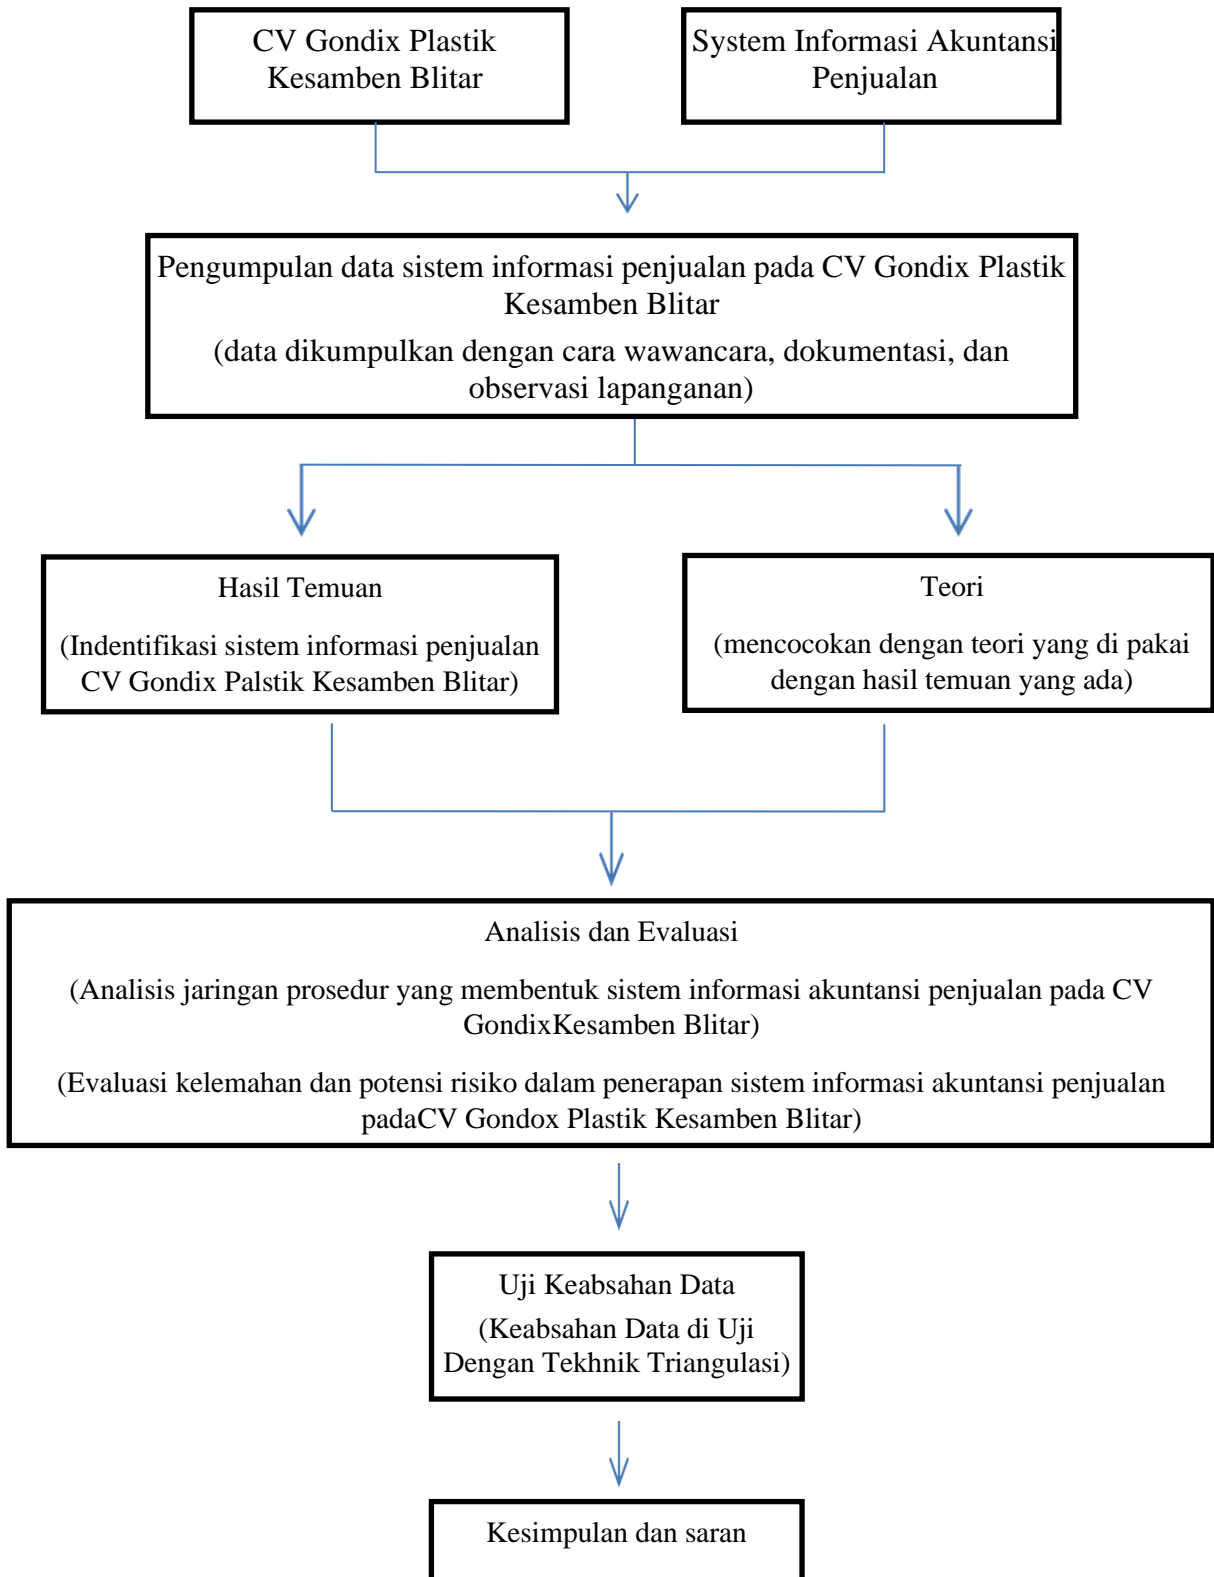 CV Gondix Plastik
Kesamben Blitar
System Informasi Akuntansi
Penjualan
Pengumpulan data sistem informasi penjualan pada CV Gondix Plastik
Kesamben Blitar
(data dikumpulkan dengan cara wawancara, dokumentasi, dan
observasi lapanganan)
Hasil Temuan
(Indentifikasi sistem informasi penjualan
CV Gondix Palstik Kesamben Blitar)
Teori
(mencocokan dengan teori yang di pakai
dengan hasil temuan yang ada)
Analisis dan Evaluasi
(Analisis jaringan prosedur yang membentuk sistem informasi akuntansi penjualan pada CV
GondixKesamben Blitar)
(Evaluasi kelemahan dan potensi risiko dalam penerapan sistem informasi akuntansi penjualan
padaCV Gondox Plastik Kesamben Blitar)
Uji Keabsahan Data
(Keabsahan Data di Uji
Dengan Tekhnik Triangulasi)
Kesimpulan dan saran